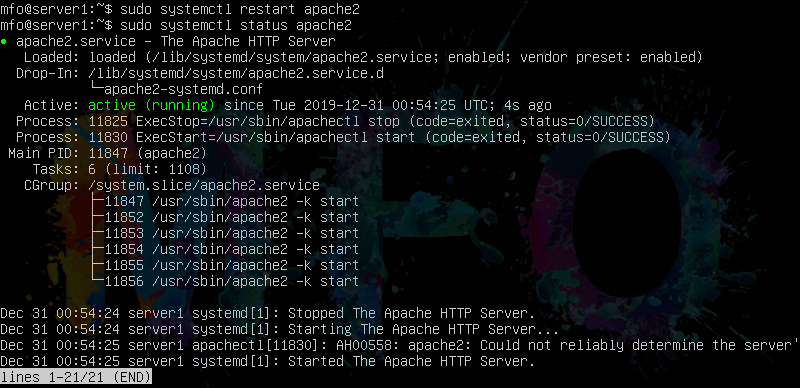 mfo@server1:~$ sudo systemctl restart apache2
mfo@server1:~$ sudo systemctl status apache2
● apache2.service - The Apache HTTP Server
   Loaded: loaded (/lib/systemd/system/apache2.service; enabled; vendor preset: enabled)
  Drop-In: /lib/systemd/system/apache2.service.d
           └─apache2-systemd.conf
   Active: active (running) since Tue 2019-12-31 00:54:25 UTC; 4s ago
  Process: 11825 ExecStop=/usr/sbin/apachectl stop (code=exited, status=0/SUCCESS)
  Process: 11830 ExecStart=/usr/sbin/apachectl start (code=exited, status=0/SUCCESS)
 Main PID: 11847 (apache2)
    Tasks: 6 (limit: 1108)
   CGroup: /system.slice/apache2.service
           ├─11847 /usr/sbin/apache2 -k start
           ├─11852 /usr/sbin/apache2 -k start
           ├─11853 /usr/sbin/apache2 -k start
           ├─11854 /usr/sbin/apache2 -k start
           ├─11855 /usr/sbin/apache2 -k start
           └─11856 /usr/sbin/apache2 -k start

Dec 31 00:54:24 server1 systemd[1]: Stopped The Apache HTTP Server.
Dec 31 00:54:24 server1 systemd[1]: Starting The Apache HTTP Server...
Dec 31 00:54:25 server1 apachectl[11830]: AH00558: apache2: Could not reliably determine the server'
Dec 31 00:54:25 server1 systemd[1]: Started The Apache HTTP Server.
lines 1-21/21 (END)
MFO